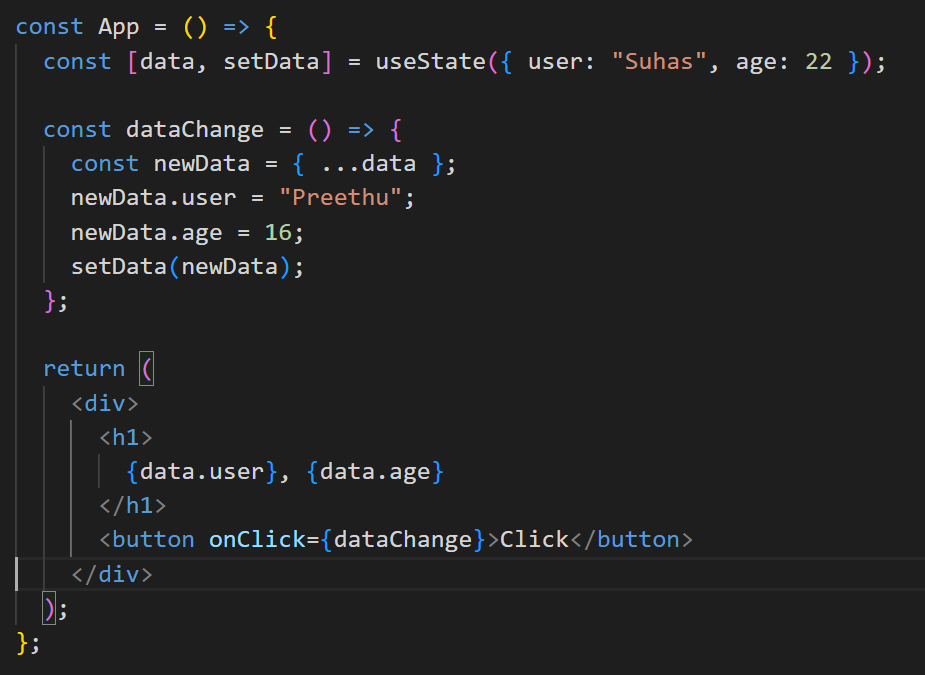 const App = () => {
const [data, setData] = useState({ user: "Suhas", age: 22 });
const dataChange = () => {
const newData = { ...data };
newData.user = "Preethu";
newData.age = 16;
setData(newData);
};
return (
<div>
<h1>
{data.user}, {data.age}
</h1>
<button onClick={dataChange}>Click</button>
</div>
);
};